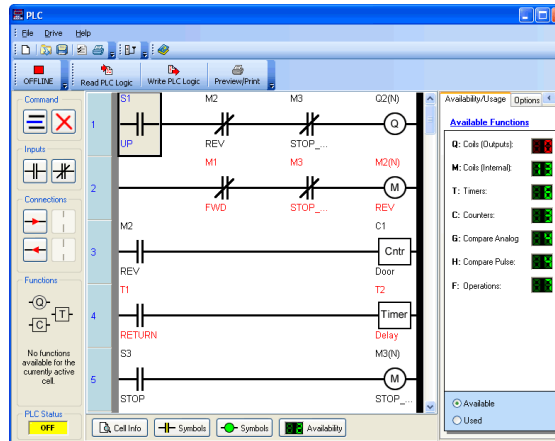 PLC
File Drive Help
OFFLINE Read PLC Logic Write PLC Logic Preview/Print
Command
Inputs
Connections
Functions
Q
T
C
No functions
available for the
currently active
cell.
PLC Status
OFF
S1 M2 M3 Q2(N)
1 Q
UP REV STOP_...
M1 M3 M2(N)
2 M
FWD STOP_... REV
M2 C1
3 Cntr
REV Door
T1 T2
4 Timer
RETURN Delay
S3 M3(N)
5 M
STOP STOP_...
Cell Info Symbols Symbols Availability
Availability/Usage Options
Available Functions
Q: Coils (Outputs):
M: Coils (Internal):
T: Timers:
C: Counters:
G: Compare Analog
H: Compare Pulse:
F: Operations:
Available
Used